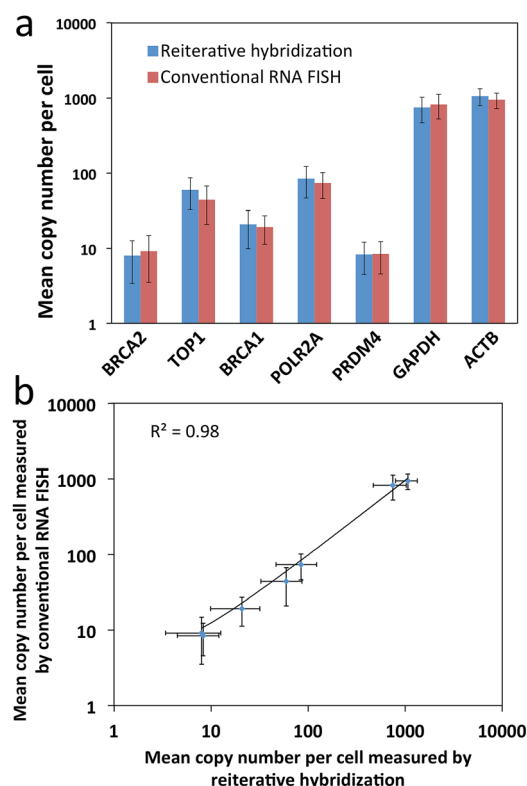 a
10000
1000
100
10
1
Mean copy number per cell
Reiterative hybridization
Conventional RNA FISH
BRCA2
TOP1
BRCA1
POLR2A
PRDM4
GAPDH
ACTB
b
10000
1000
100
10
1
Mean copy number per cell measured
by conventional RNA FISH
R² = 0.98
1
10
100
1000
10000
Mean copy number per cell measured by
reiterative hybridization